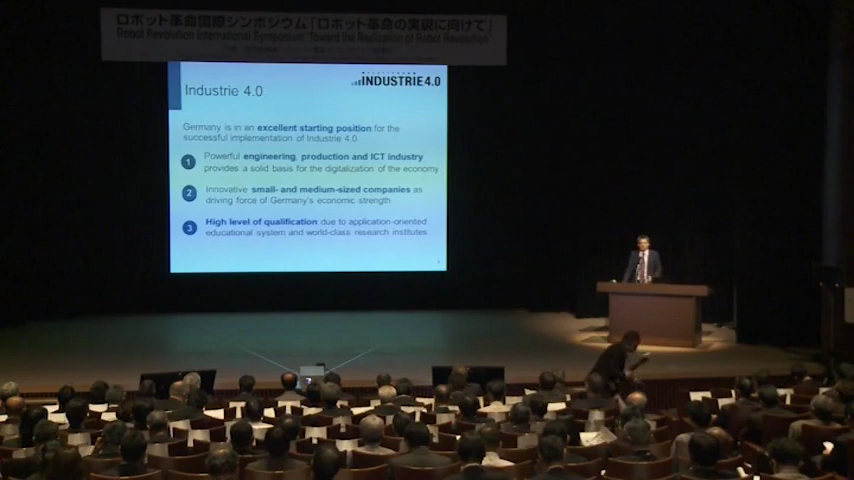 ロボット革命国際シンポジウム「ロボット革命の実現に向けて」
Robot Revolution International Symposium "Toward the Realization of Robot Revolution"
Industrie 4.0
INDUSTRIE4.0
Germany is in an excellent starting position for the
successful implementation of Industrie 4.0
1 Powerful engineering, production and ICT industry
provides a solid basis for the digitalization of the economy
2 Innovative small- and medium-sized companies as
driving force of Germany's economic strength
3 High level of qualification due to application-oriented
educational system and world-class research institutes